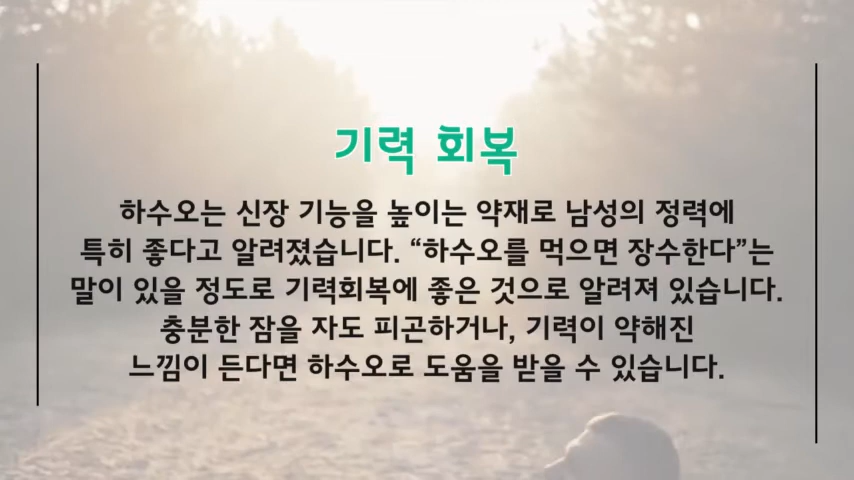 기력 회복
하수오는 신장 기능을 높이는 약재로 남성의 정력에
특히 좋다고 알려졌습니다. “하수오를 먹으면 장수한다”는
말이 있을 정도로 기력회복에 좋은 것으로 알려져 있습니다.
충분한 잠을 자도 피곤하거나, 기력이 약해진
느낌이 든다면 하수오로 도움을 받을 수 있습니다.